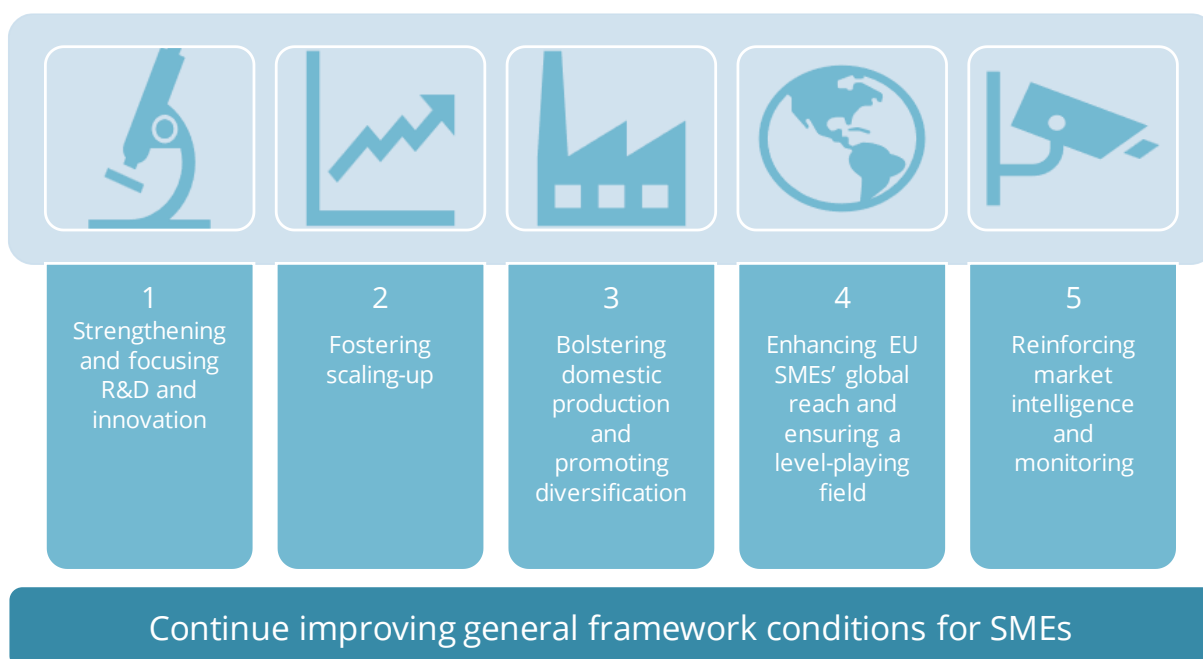 1
Strengthening
and focusing
R&D and
innovation
2
Fostering
scaling-up
3
Bolstering
domestic
production
and
promoting
diversification
4
Enhancing EU
SMEs’ global
reach and
ensuring a
level-playing
field
5
Reinforcing
market
intelligence
and
monitoring
Continue improving general framework conditions for SMEs